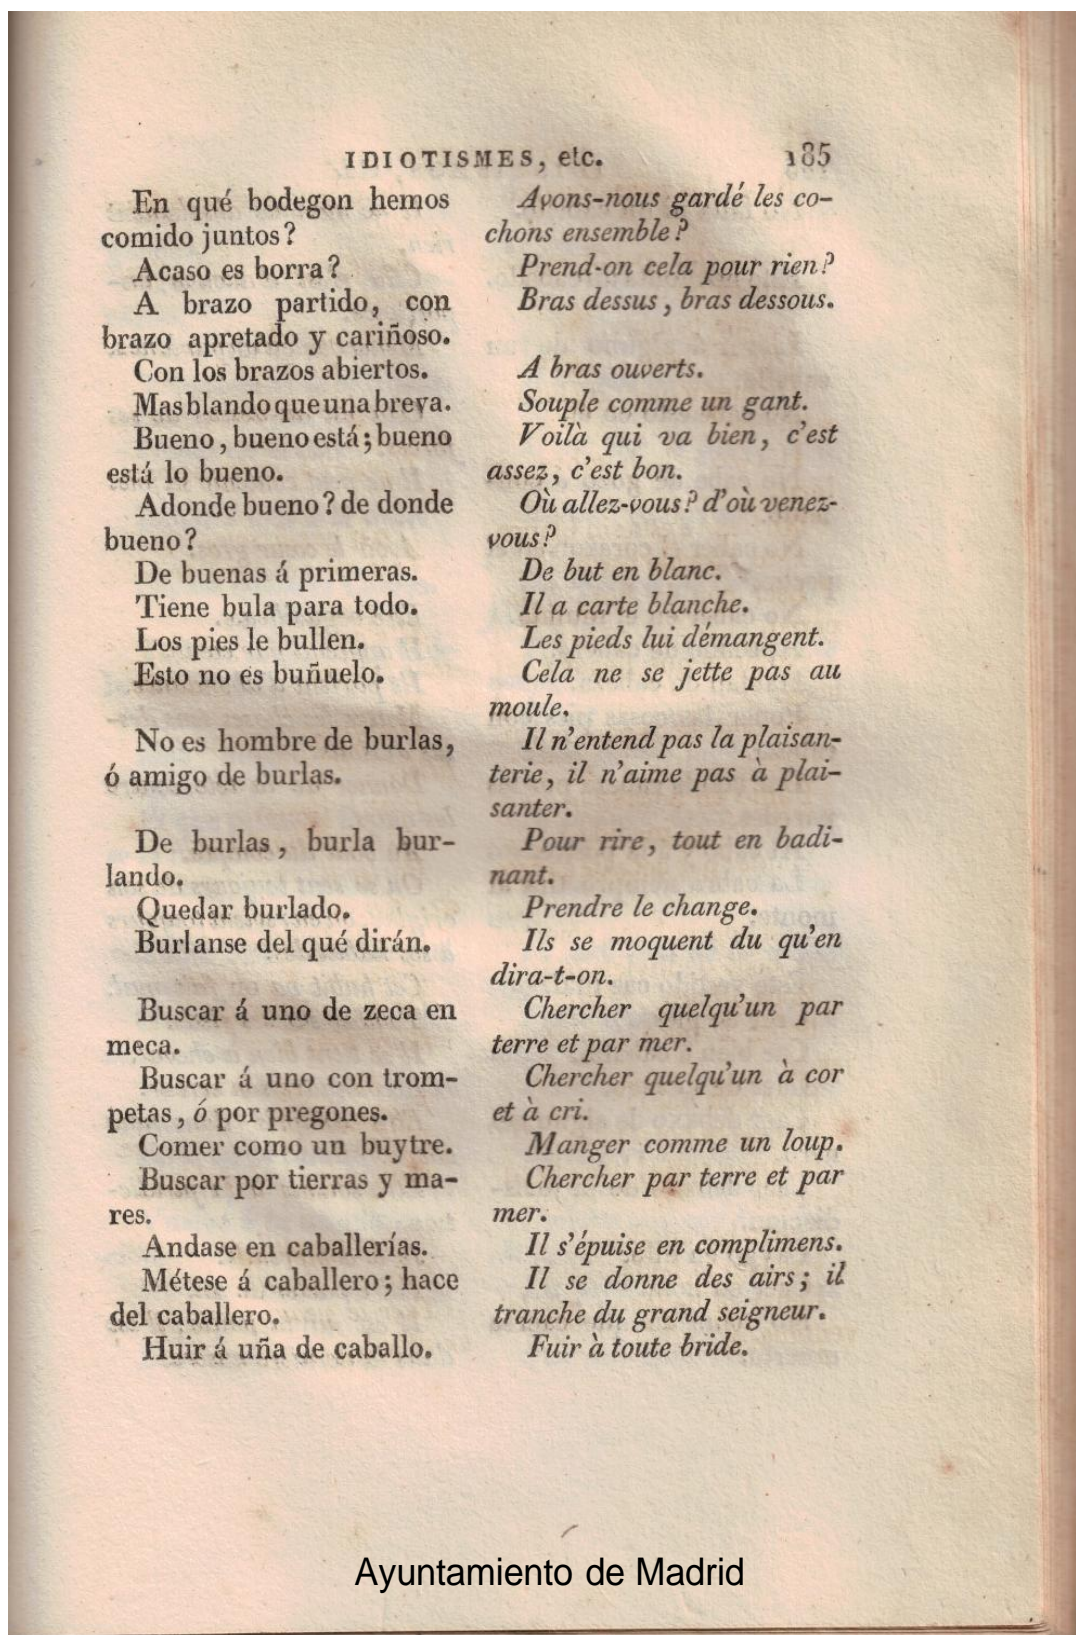 IDIOTISMES, etc. 185
En qué bodegon hemos
comido juntos?
Acaso es borra?
A brazo partido, con
brazo apretado y cariñoso.
Con los brazos abiertos.
Mas blando que una breva.
Bueno, bueno está; bueno
está lo bueno.
Adonde bueno? de donde
bueno?
De buenas á primeras.
Tiene bula para todo.
Los pies le bullen.
Esto no es buñuelo.
No es hombre de burlas,
ó amigo de burlas.
De burlas, burla bur-
lando.
Quedar burlado.
Burlanse del qué dirán.
Buscar á uno de zeca en
meca.
Buscar á uno con trom-
petas, ó por pregones.
Comer como un buytre.
Buscar por tierras y ma-
res.
Andase en caballerías.
Métese á caballero; hace
del caballero.
Huir á uña de caballo.
Avons-nous gardé les co-
chons ensemble?
Prend-on cela pour rien?
Bras dessus, bras dessous.
A bras ouverts.
Souple comme un gant.
Voilà qui va bien, c'est
assez, c'est bon.
Où allez-vous? d'où venez-
vous?
De but en blanc.
Il a carte blanche.
Les pieds lui démangent.
Cela ne se jette pas au
moule.
Il n'entend pas la plaisan-
terie, il n'aime pas à plai-
santer.
Pour rire, tout en badi-
nant.
Prendre le change.
Ils se moquent du qu'en
dira-t-on.
Chercher quelqu'un par
terre et par mer.
Chercher quelqu'un à cor
et à cri.
Manger comme un loup.
Chercher par terre et par
mer.
Il s'épuise en complimens.
Il se donne des airs; il
tranche du grand seigneur.
Fuir à toute bride.
Ayuntamiento de Madrid